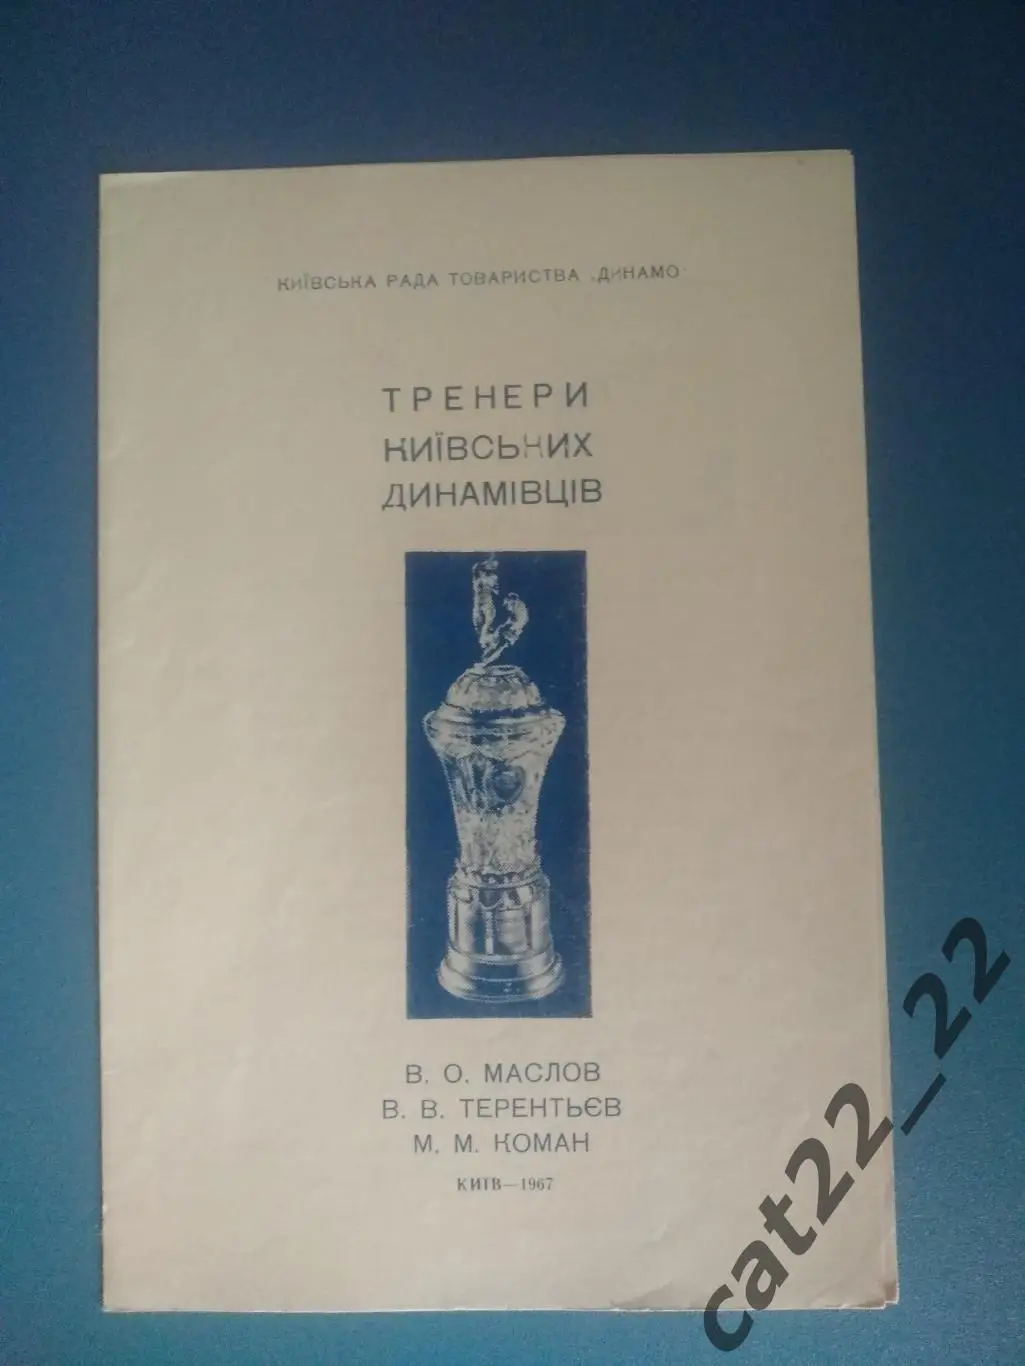 КИЇВСЬКА РАДА ТОВАРИСТВА „ДИНАМО"
ТРЕНЕРИ
КИЇВСЬКИХ
ДИНАМІВЦІВ
В. О. МАСЛОВ
В. В. ТЕРЕНТЬЄВ
М. М. КОМАН
КИЇВ—1967
cat22_22